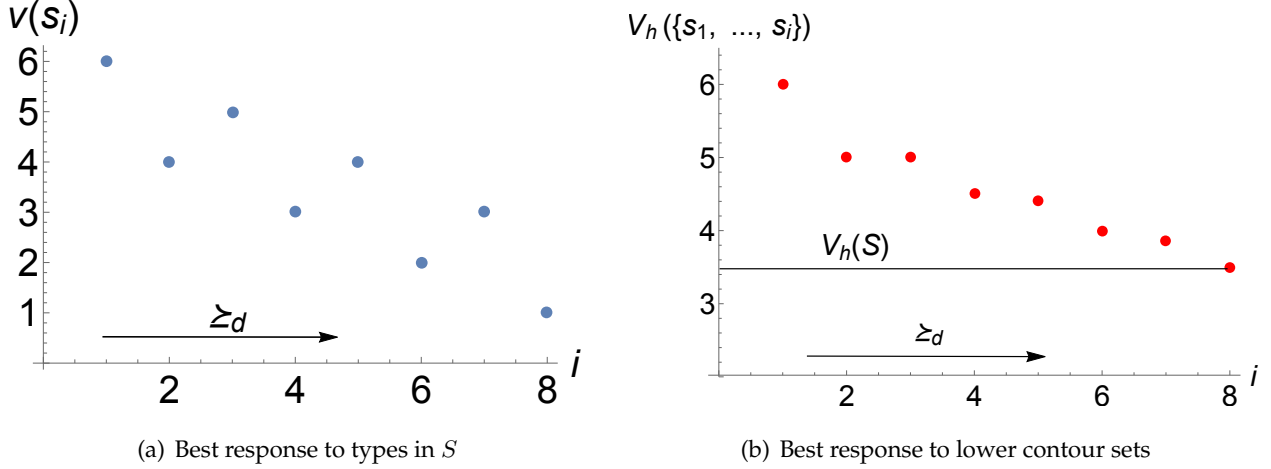 v(s_i)
6
5
4
3
2
1
⪰_d
2 4 6 8 i
(a) Best response to types in S
V_h({s_1, ..., s_i})
6
5
4
V_h(S)
3
⪰_d
2 4 6 8 i
(b) Best response to lower contour sets